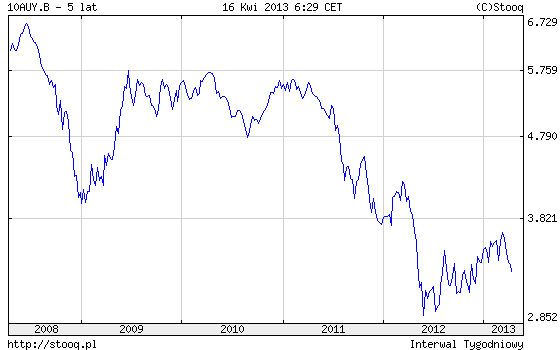 10AUY.B - 5 lat 16 Kwi 2013 6:29 CET (C)Stooq
6.729
5.759
4.790
3.821
2.852
2008 2009 2010 2011 2012 2013
http://stooq.pl Interwal Tygodniowy